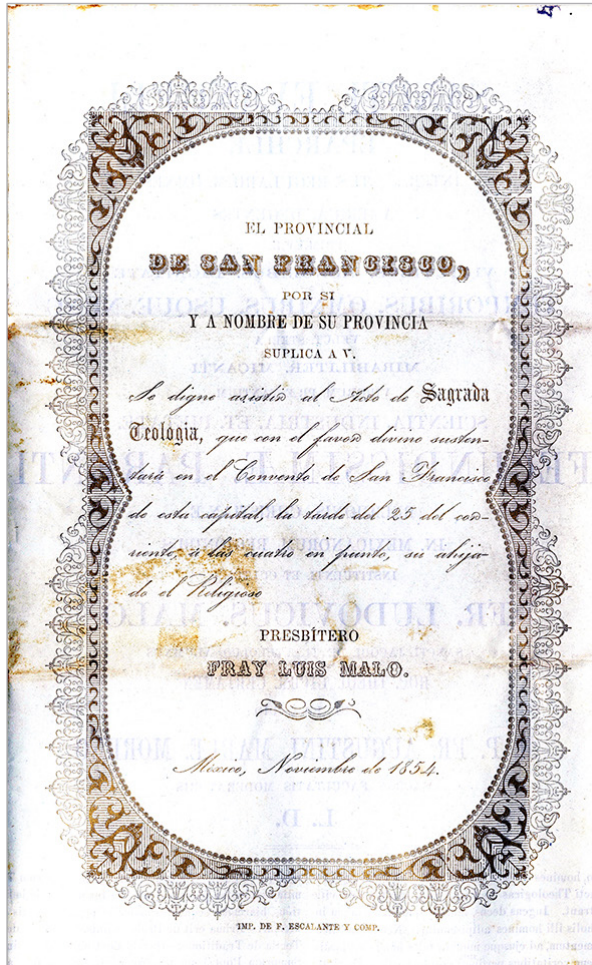 EL PROVINCIAL
DE SAN FRANCISCO,
POR SI
Y A NOMBRE DE SU PROVINCIA
SUPLICA A V.
Se digne asistir al Acto de Sagrada
Teologia, que con el favor divino susten-
tará en el Convento de San Francisco
de esta capital, la tarde del 25 del cor-
riente, á las cuatro en punto, su ahija-
do el Religioso
PRESBÍTERO
FRAY LUIS MALO.
México, Noviembre de 1854.
IMP. DE F. ESCALANTE Y COMP.